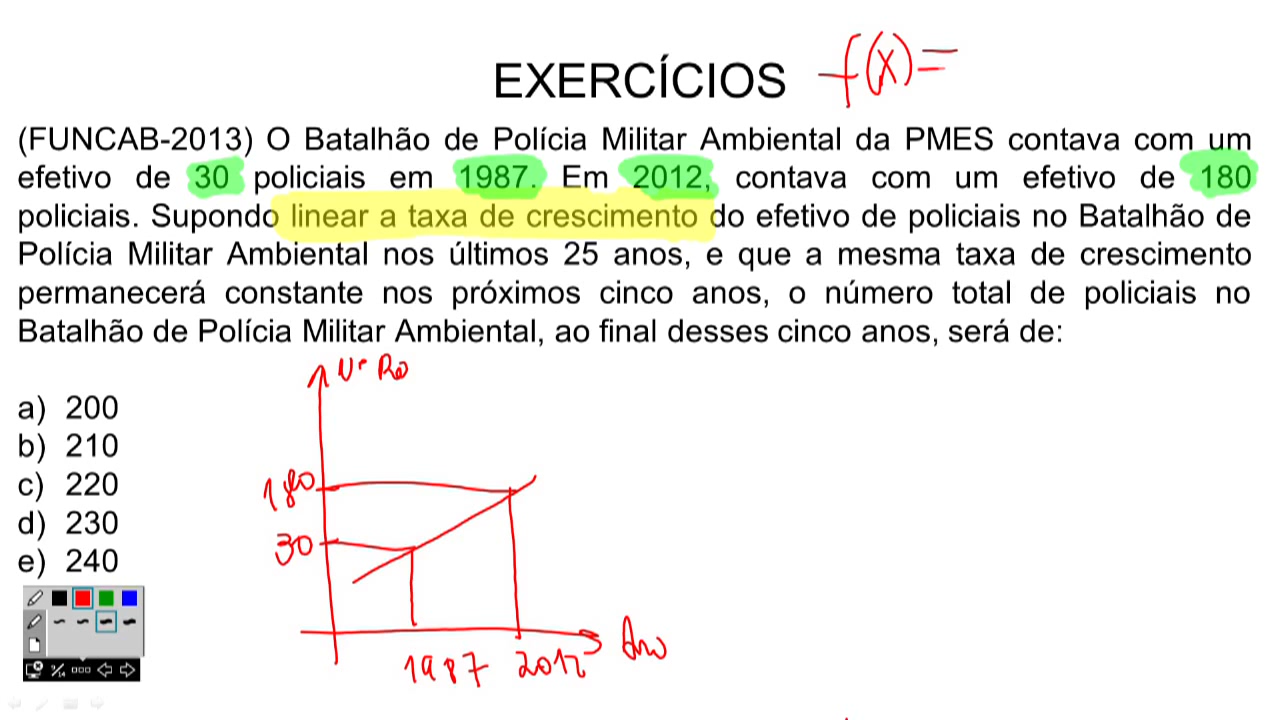 EXERCÍCIOS f(x)=
(FUNCAB-2013) O Batalhão de Polícia Militar Ambiental da PMES contava com um
efetivo de 30 policiais em 1987. Em 2012, contava com um efetivo de 180
policiais. Supondo linear a taxa de crescimento do efetivo de policiais no Batalhão de
Polícia Militar Ambiental nos últimos 25 anos, e que a mesma taxa de crescimento
permanecerá constante nos próximos cinco anos, o número total de policiais no
Batalhão de Polícia Militar Ambiental, ao final desses cinco anos, será de:
a) 200
b) 210
c) 220
d) 230
e) 240
180
30
1987 2012 Ano